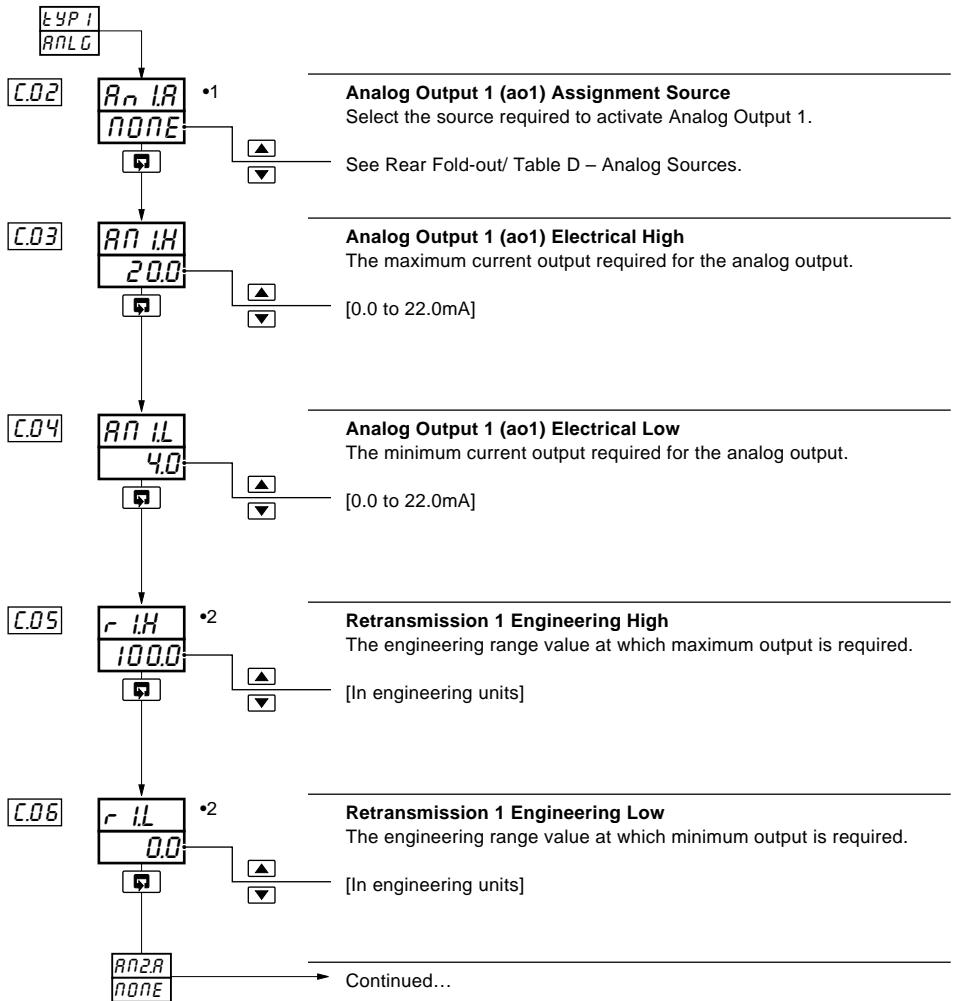 tYP1
ANLG
C.02
An1.A
•1
NONE
Analog Output 1 (ao1) Assignment Source
Select the source required to activate Analog Output 1.
See Rear Fold-out/ Table D – Analog Sources.
C.03
AN1.H
20.0
Analog Output 1 (ao1) Electrical High
The maximum current output required for the analog output.
[0.0 to 22.0mA]
C.04
AN1.L
4.0
Analog Output 1 (ao1) Electrical Low
The minimum current output required for the analog output.
[0.0 to 22.0mA]
C.05
r1.H
•2
100.0
Retransmission 1 Engineering High
The engineering range value at which maximum output is required.
[In engineering units]
C.06
r1.L
•2
0.0
Retransmission 1 Engineering Low
The engineering range value at which minimum output is required.
[In engineering units]
AN2.A
NONE
Continued…